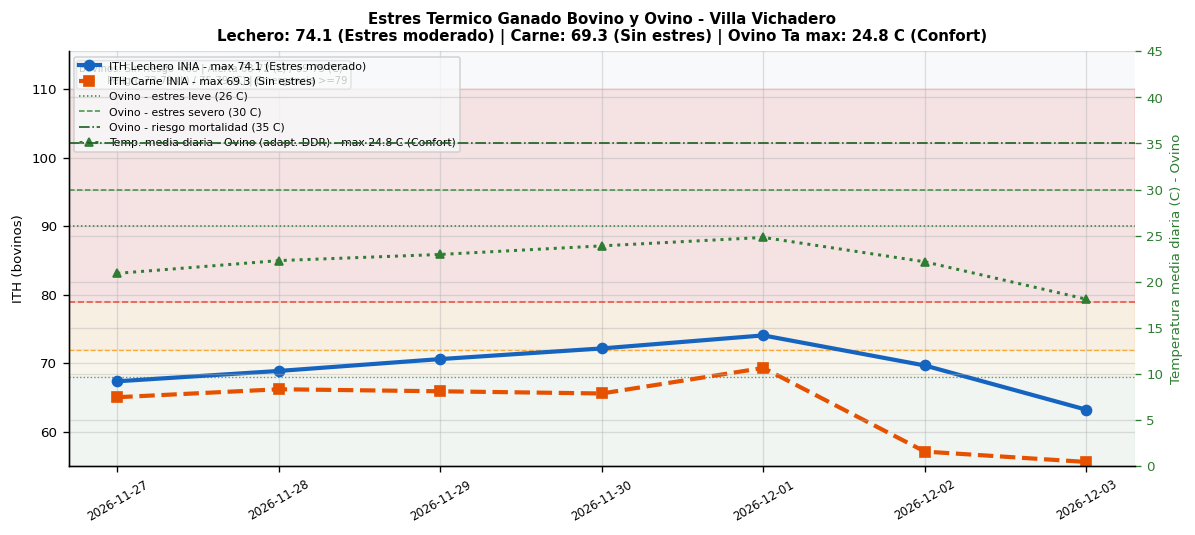 Estres Termico Ganado Bovino y Ovino - Villa Vichadero
Lechero: 74.1 (Estres moderado) | Carne: 69.3 (Sin estres) | Ovino Ta max: 24.8 C (Confort)
ITH Lechero INIA - max 74.1 (Estres moderado)
ITH Carne INIA - max 69.3 (Sin estres)
>=79
Ovino - estres leve (26 C)
Ovino - estres severo (30 C)
Ovino - riesgo mortalidad (35 C)
Temp. media diaria - Ovino (adapt. DDR) - max 24.8 C (Confort)
ITH (bovinos)
110
100
90
80
70
60
45
40
35
30
25
20
15
10
5
0
Temperatura media diaria (C) - Ovino
2026-11-27
2026-11-28
2026-11-29
2026-11-30
2026-12-01
2026-12-02
2026-12-03